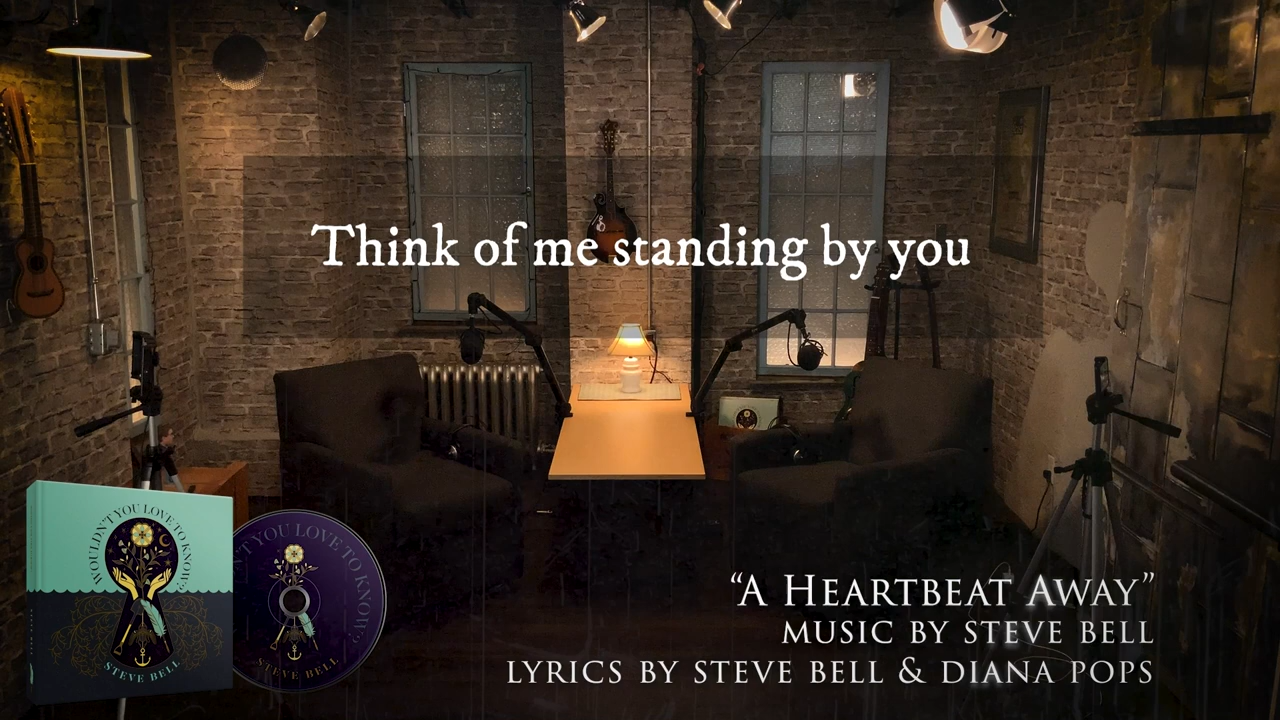 Think of me standing by you
WOULDN'T YOU LOVE TO KNOW?
STEVE BELL
N'T YOU LOVE TO KNOW?
STEVE BELL
“A Heartbeat Away”
MUSIC BY STEVE BELL
LYRICS BY STEVE BELL & DIANA POPS